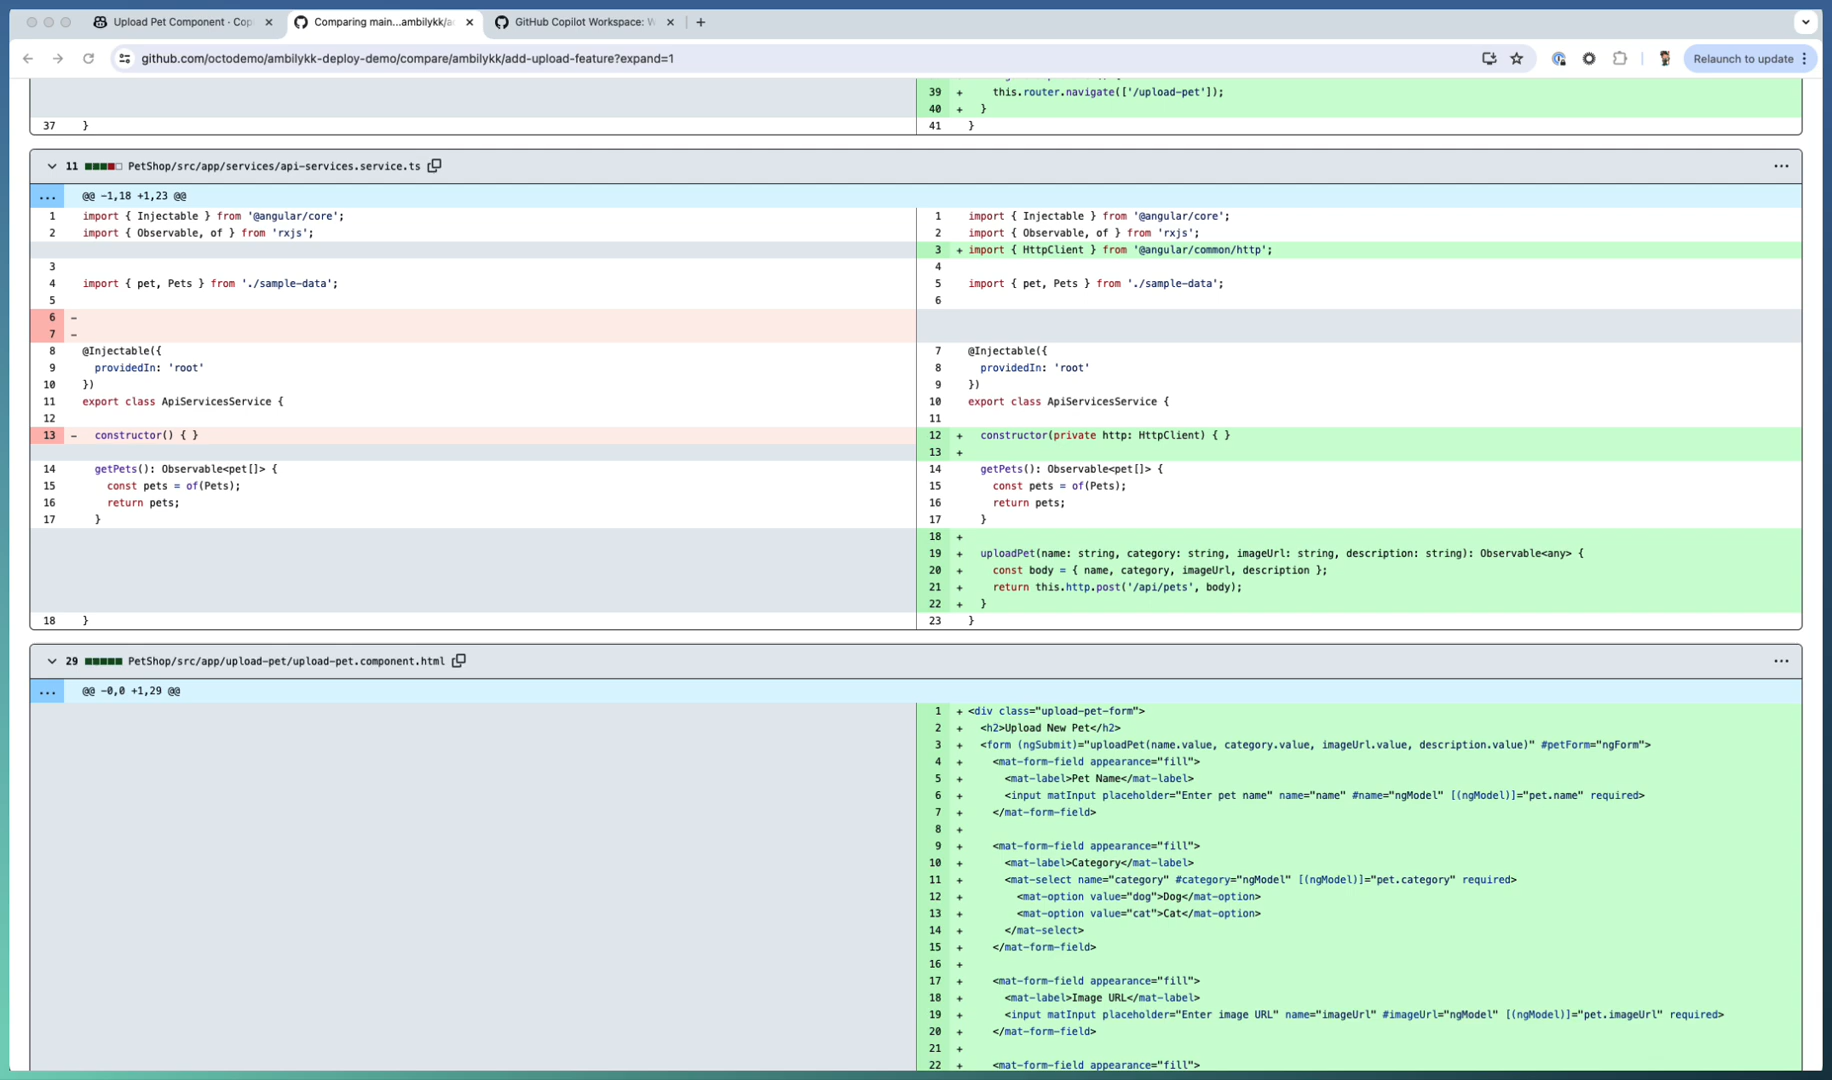 Upload Pet Component · Cop
Comparing main...ambilykk/a
GitHub Copilot Workspace: W
github.com/octodemo/ambilykk-deploy-demo/compare/ambilykk/add-upload-feature?expand=1
Relaunch to update
39 + this.router.navigate(['/upload-pet']);
40 + }
37 }
41 }
11 PetShop/src/app/services/api-services.service.ts
...
... @@ -1,18 +1,23 @@
1 import { Injectable } from '@angular/core';
1 import { Injectable } from '@angular/core';
2 import { Observable, of } from 'rxjs';
2 import { Observable, of } from 'rxjs';
3 + import { HttpClient } from '@angular/common/http';
3
4
4 import { pet, Pets } from './sample-data';
5 import { pet, Pets } from './sample-data';
5
6
6 -
7 -
8 @Injectable({
7 @Injectable({
9 providedIn: 'root'
8 providedIn: 'root'
10 })
9 })
11 export class ApiServicesService {
10 export class ApiServicesService {
12
11
13 - constructor() { }
12 + constructor(private http: HttpClient) { }
13 +
14 getPets(): Observable<pet[]> {
14 getPets(): Observable<pet[]> {
15 const pets = of(Pets);
15 const pets = of(Pets);
16 return pets;
16 return pets;
17 }
17 }
18 +
19 + uploadPet(name: string, category: string, imageUrl: string, description: string): Observable<any> {
20 + const body = { name, category, imageUrl, description };
21 + return this.http.post('/api/pets', body);
22 + }
18 }
23 }
29 PetShop/src/app/upload-pet/upload-pet.component.html
...
... @@ -0,0 +1,29 @@
1 + <div class="upload-pet-form">
2 + <h2>Upload New Pet</h2>
3 + <form (ngSubmit)="uploadPet(name.value, category.value, imageUrl.value, description.value)" #petForm="ngForm">
4 + <mat-form-field appearance="fill">
5 + <mat-label>Pet Name</mat-label>
6 + <input matInput placeholder="Enter pet name" name="name" #name="ngModel" [(ngModel)]="pet.name" required>
7 + </mat-form-field>
8 +
9 + <mat-form-field appearance="fill">
10 + <mat-label>Category</mat-label>
11 + <mat-select name="category" #category="ngModel" [(ngModel)]="pet.category" required>
12 + <mat-option value="dog">Dog</mat-option>
13 + <mat-option value="cat">Cat</mat-option>
14 + </mat-select>
15 + </mat-form-field>
16 +
17 + <mat-form-field appearance="fill">
18 + <mat-label>Image URL</mat-label>
19 + <input matInput placeholder="Enter image URL" name="imageUrl" #imageUrl="ngModel" [(ngModel)]="pet.imageUrl" required>
20 + </mat-form-field>
21 +
22 + <mat-form-field appearance="fill">